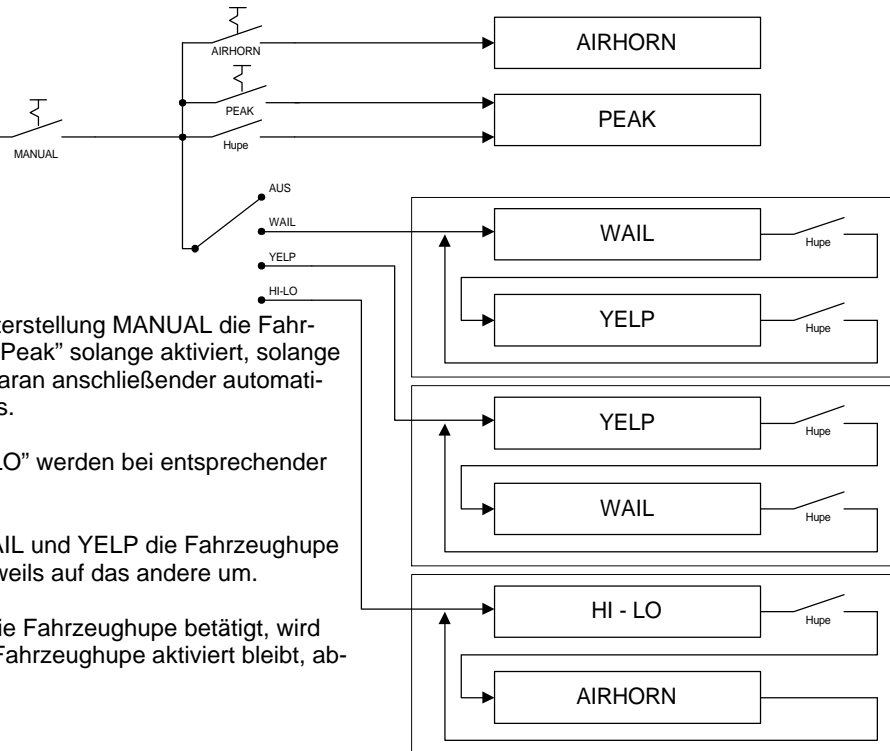 AIRHORN
AIRHORN
PEAK
PEAK
MANUAL
Hupe
AUS
WAIL
YELP
HI-LO
WAIL
Hupe
YELP
Hupe
YELP
Hupe
WAIL
Hupe
HI - LO
Hupe
AIRHORN
terstellung MANUAL die Fahr-
Peak” solange aktiviert, solange
aran anschließender automati-
s.
LO” werden bei entsprechender
AIL und YELP die Fahrzeughupe
weils auf das andere um.
die Fahrzeughupe betätigt, wird
Fahrzeughupe aktiviert bleibt, ab-